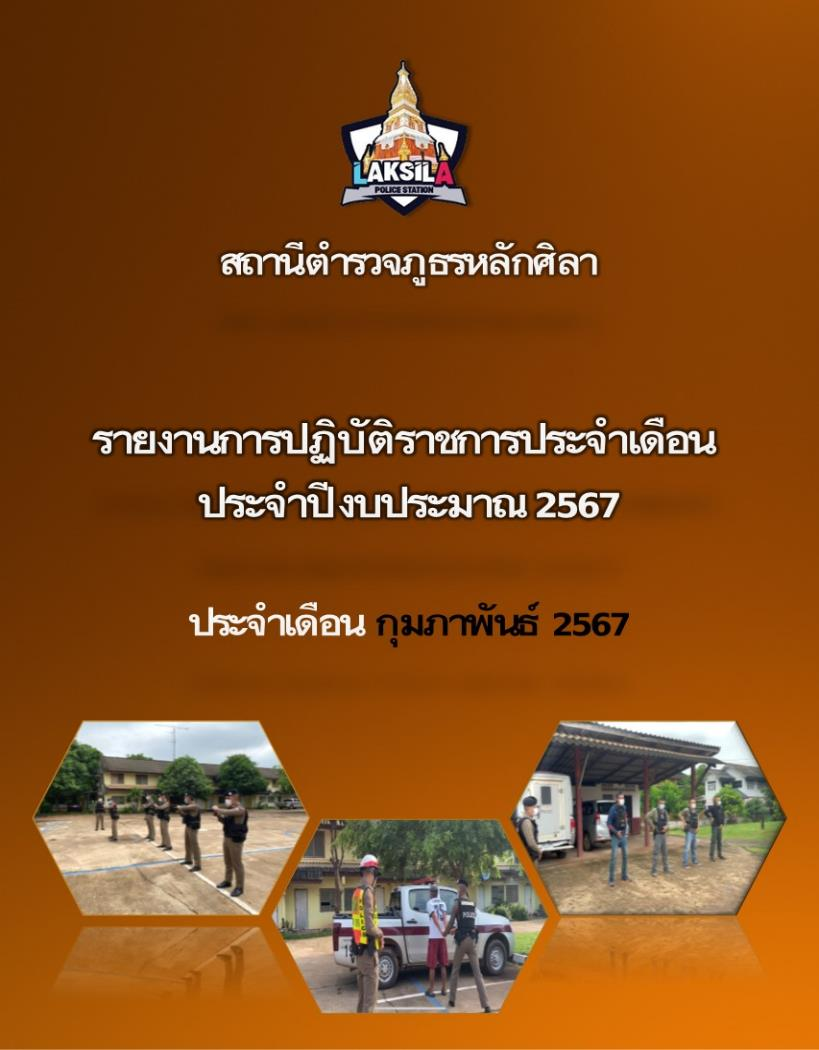 LAKSILA
POLICE STATION
สถานีตำรวจภูธรหลักศิลา
รายงานการปฏิบัติราชการประจำเดือน
ประจำปีงบประมาณ 2567
ประจำเดือน กุมภาพันธ์ 2567
POLICE